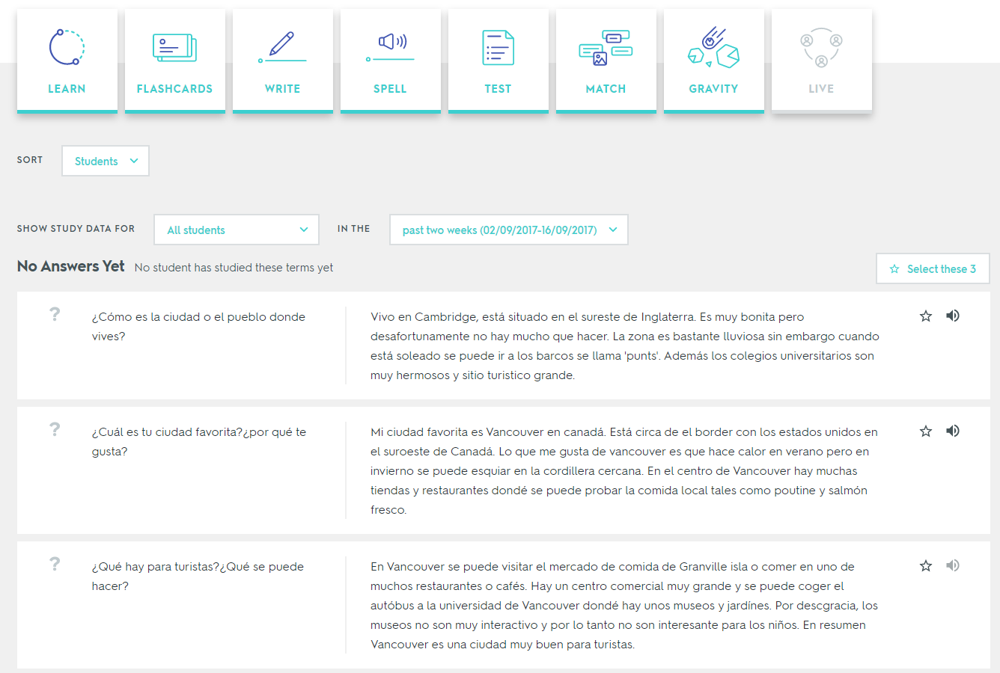 LEARN FLASHCARDS WRITE SPELL TEST MATCH GRAVITY LIVE
SORT Students
SHOW STUDY DATA FOR All students IN THE past two weeks (02/09/2017-16/09/2017)
No Answers Yet No student has studied these terms yet
Select these 3
?
¿Cómo es la ciudad o el pueblo donde
vives?
Vivo en Cambridge, está situado en el sureste de Inglaterra. Es muy bonita pero
desafortunamente no hay mucho que hacer. La zona es bastante lluviosa sin embargo cuando
está soleado se puede ir a los barcos se llama 'punts'. Además los colegios universitarios son
muy hermosos y sitio turistico grande.
?
¿Cuál es tu ciudad favorita?¿por qué te
gusta?
Mi ciudad favorita es Vancouver en canadá. Está circa de el border con los estados unidos en
el suroeste de Canadá. Lo que me gusta de vancouver es que hace calor en verano pero en
invierno se puede esquiar en la cordillera cercana. En el centro de Vancouver hay muchas
tiendas y restaurantes dondé se puede probar la comida local tales como poutine y salmón
fresco.
?
¿Qué hay para turistas?¿Qué se puede
hacer?
En Vancouver se puede visitar el mercado de comida de Granville isla o comer en uno de
muchos restaurantes o cafés. Hay un centro comercial muy grande y se puede coger el
autóbus a la universidad de Vancouver dondé hay unos museos y jardínes. Por descgracia, los
museos no son muy interactivo y por lo tanto no son interesante para los niños. En resumen
Vancouver es una ciudad muy buen para turistas.